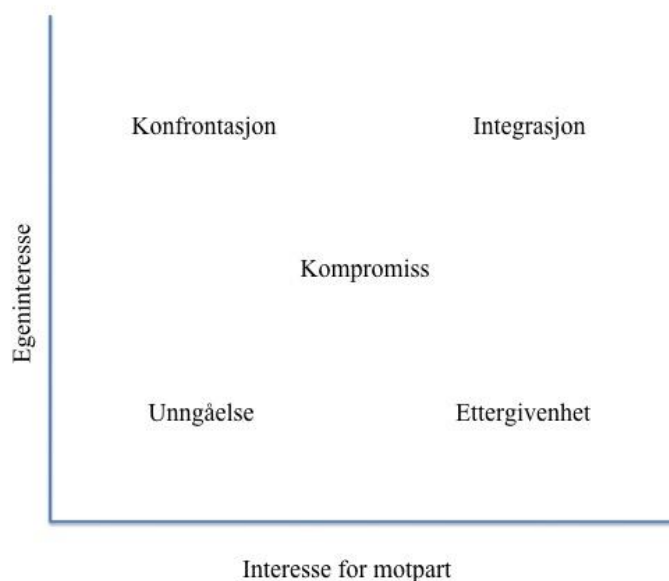 Konfrontasjon
Integrasjon
Kompromiss
Egeninteresse
Unngåelse
Ettergivenhet
Interesse for motpart